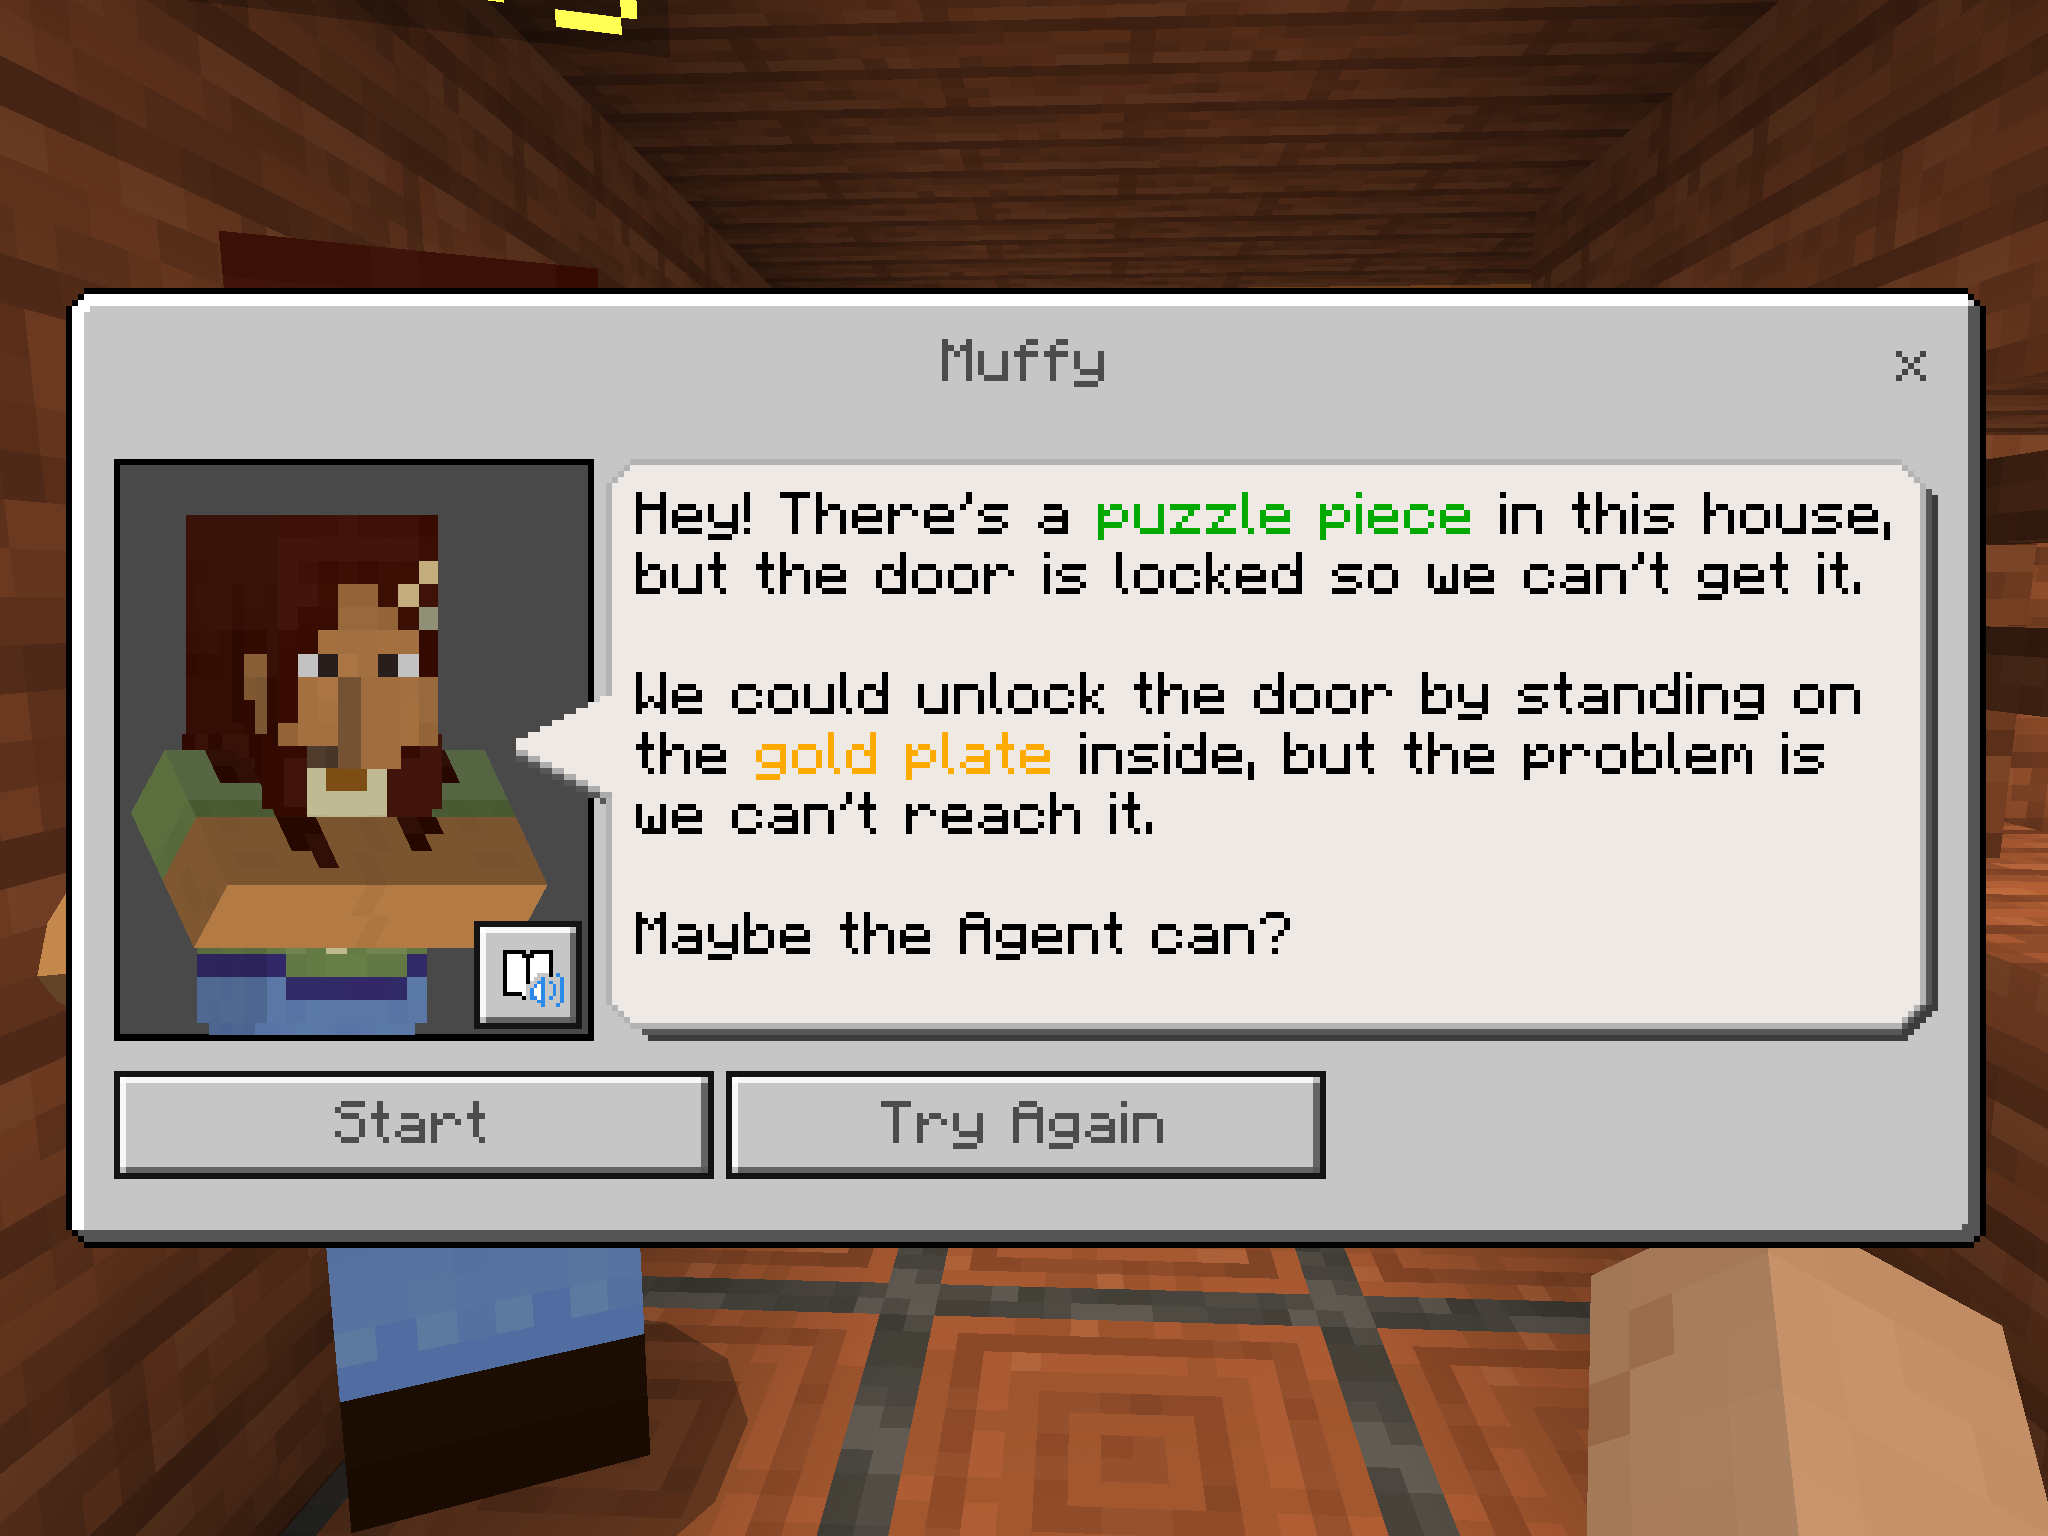 Muffy
Hey! There's a puzzle piece in this house,
but the door is locked so we can't get it.
We could unlock the door by standing on
the gold plate inside, but the problem is
we can't reach it.
Maybe the Agent can?
Start
Try Again